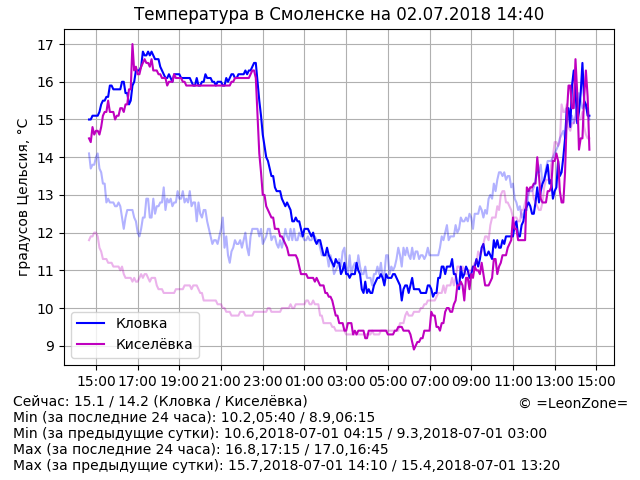 Температура в Смоленске на 02.07.2018 14:40
17
16
15
14
13
12
11
10
9
градусов Цельсия, °C
Кловка
Киселёвка
15:00 17:00 19:00 21:00 23:00 01:00 03:00 05:00 07:00 09:00 11:00 13:00 15:00
Сейчас: 15.1 / 14.2 (Кловка / Киселёвка)
© =LeonZone=
Min (за последние 24 часа): 10.2,05:40 / 8.9,06:15
Min (за предыдущие сутки): 10.6,2018-07-01 04:15 / 9.3,2018-07-01 03:00
Max (за последние 24 часа): 16.8,17:15 / 17.0,16:45
Max (за предыдущие сутки): 15.7,2018-07-01 14:10 / 15.4,2018-07-01 13:20